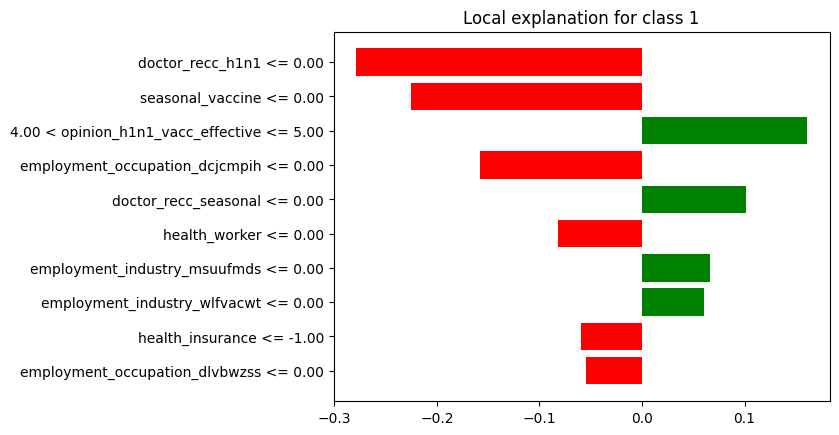 Local explanation for class 1
doctor_recc_h1n1 <= 0.00
seasonal_vaccine <= 0.00
4.00 < opinion_h1n1_vacc_effective <= 5.00
employment_occupation_dcjcmpih <= 0.00
doctor_recc_seasonal <= 0.00
health_worker <= 0.00
employment_industry_msuufmds <= 0.00
employment_industry_wlfvacwt <= 0.00
health_insurance <= -1.00
employment_occupation_dlvbwzss <= 0.00
−0.3 −0.2 −0.1 0.0 0.1